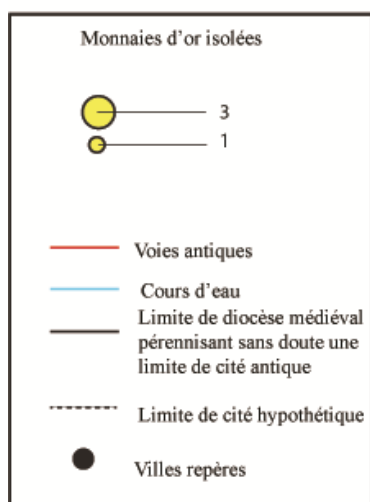 Monnaies d'or isolées
3
1
Voies antiques
Cours d'eau
Limite de diocèse médiéval
pérennisant sans doute une
limite de cité antique
Limite de cité hypothétique
Villes repères